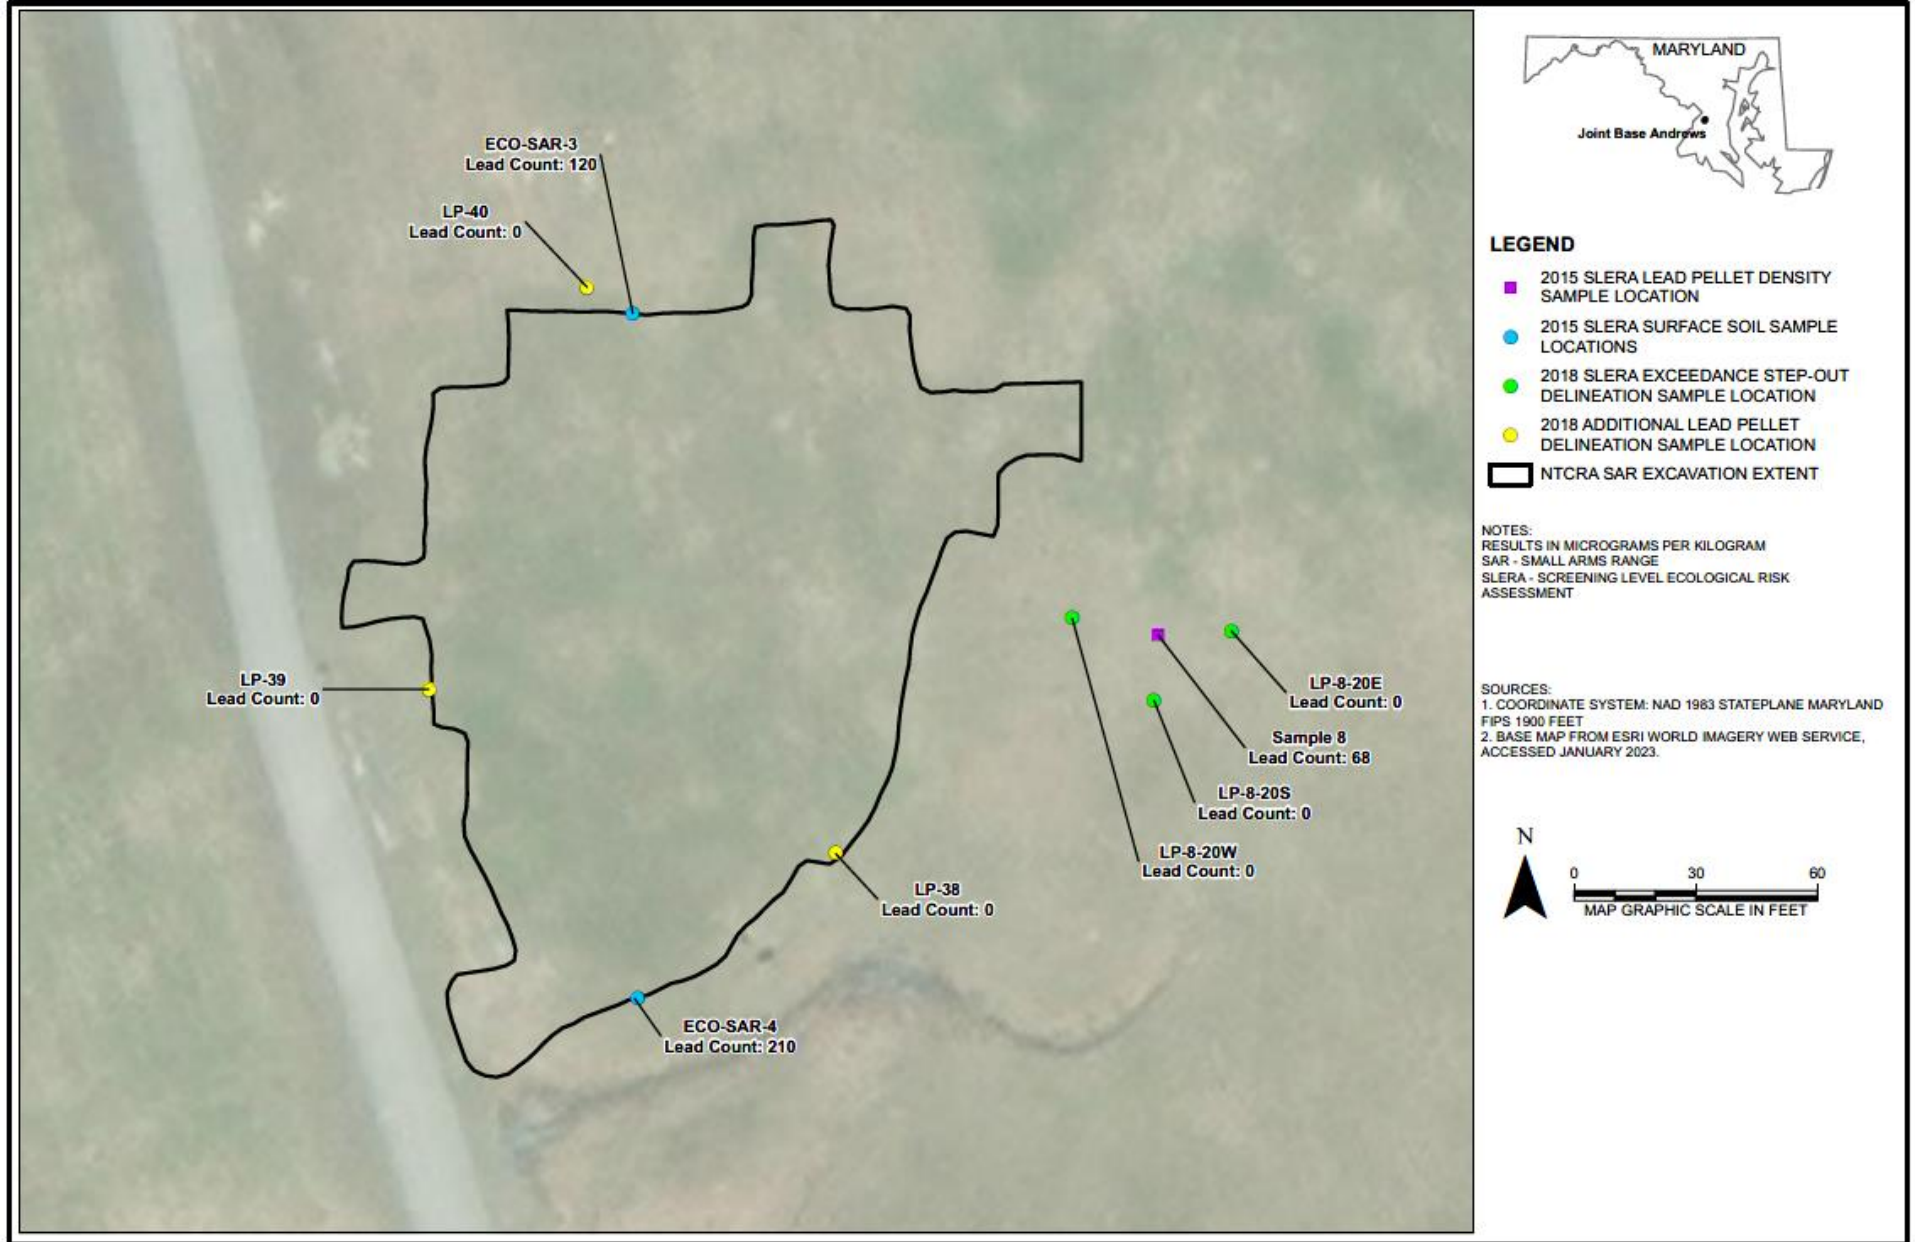 ECO-SAR-3
Lead Count: 120
LP-40
Lead Count: 0
LP-39
Lead Count: 0
LP-8-20E
Lead Count: 0
Sample 8
Lead Count: 68
LP-8-20S
Lead Count: 0
LP-8-20W
Lead Count: 0
LP-38
Lead Count: 0
ECO-SAR-4
Lead Count: 210
MARYLAND
Joint Base Andrews
LEGEND
2015 SLERA LEAD PELLET DENSITY
SAMPLE LOCATION
2015 SLERA SURFACE SOIL SAMPLE
LOCATIONS
2018 SLERA EXCEEDANCE STEP-OUT
DELINEATION SAMPLE LOCATION
2018 ADDITIONAL LEAD PELLET
DELINEATION SAMPLE LOCATION
NTCRA SAR EXCAVATION EXTENT
NOTES:
RESULTS IN MICROGRAMS PER KILOGRAM
SAR - SMALL ARMS RANGE
SLERA - SCREENING LEVEL ECOLOGICAL RISK
ASSESSMENT
SOURCES:
1. COORDINATE SYSTEM: NAD 1983 STATEPLANE MARYLAND
FIPS 1900 FEET
2. BASE MAP FROM ESRI WORLD IMAGERY WEB SERVICE,
ACCESSED JANUARY 2023.
N
0 30 60
MAP GRAPHIC SCALE IN FEET